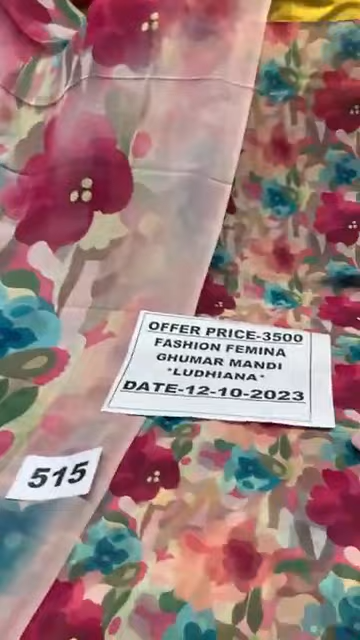 OFFER PRICE-3500
FASHION FEMINA
GHUMAR MANDI
*LUDHIANA*
DATE-12-10-2023
515